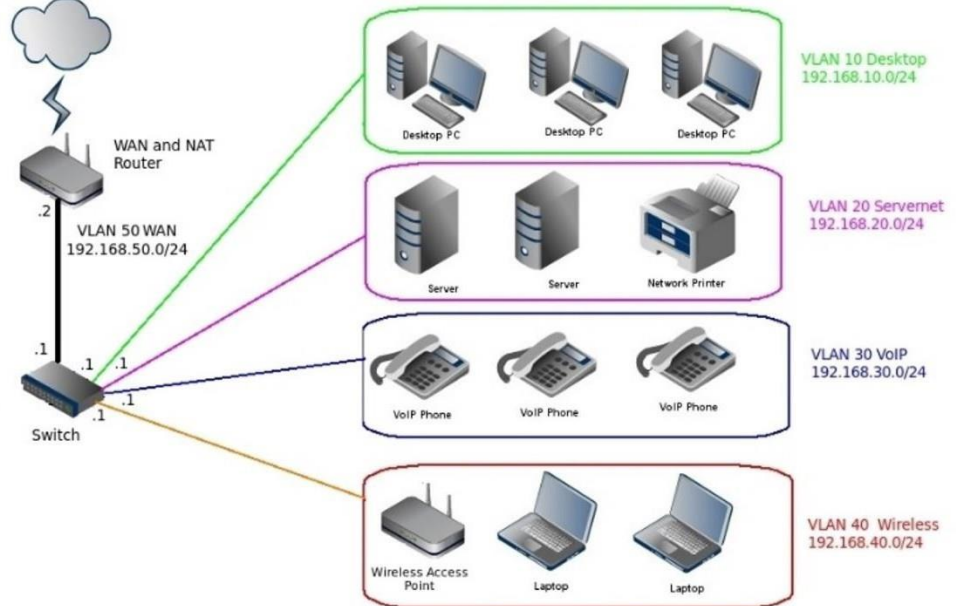 WAN and NAT
Router
.2
VLAN 50 WAN
192.168.50.0/24
.1
.1
.1
.1
.1
Switch
Desktop PC
Desktop PC
Desktop PC
VLAN 10 Desktop
192.168.10.0/24
Server
Server
Network Printer
VLAN 20 Servernet
192.168.20.0/24
VoIP Phone
VoIP Phone
VoIP Phone
VLAN 30 VoIP
192.168.30.0/24
Wireless Access
Point
Laptop
Laptop
VLAN 40 Wireless
192.168.40.0/24